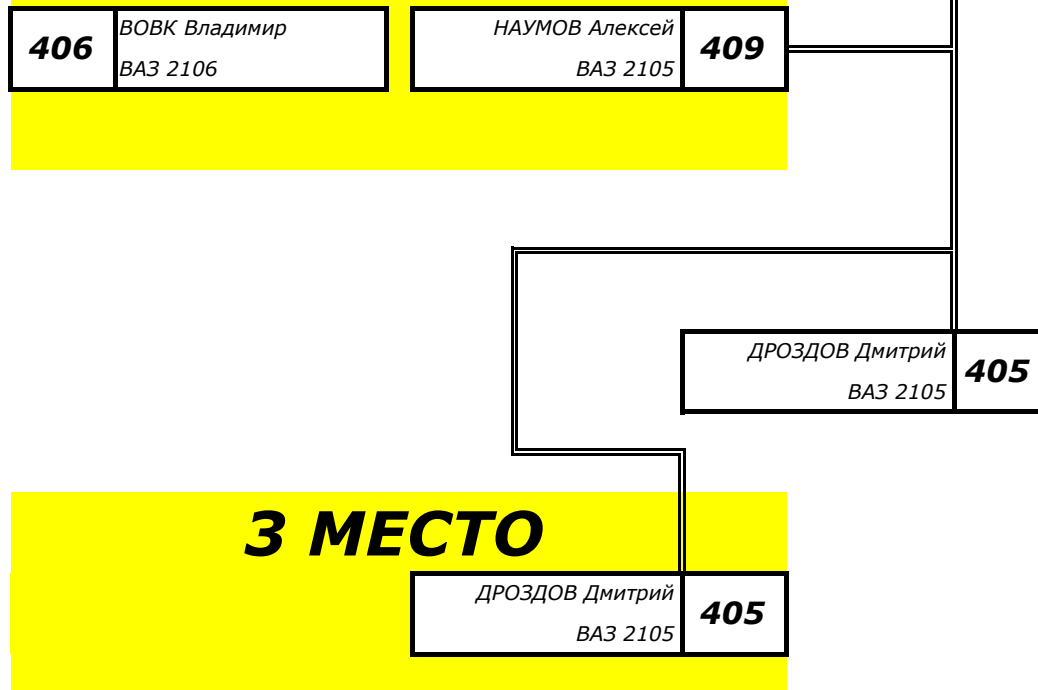 406
ВОВК Владимир
ВАЗ 2106
НАУМОВ Алексей
ВАЗ 2105
409
ДРОЗДОВ Дмитрий
ВАЗ 2105
405
3 МЕСТО
ДРОЗДОВ Дмитрий
ВАЗ 2105
405